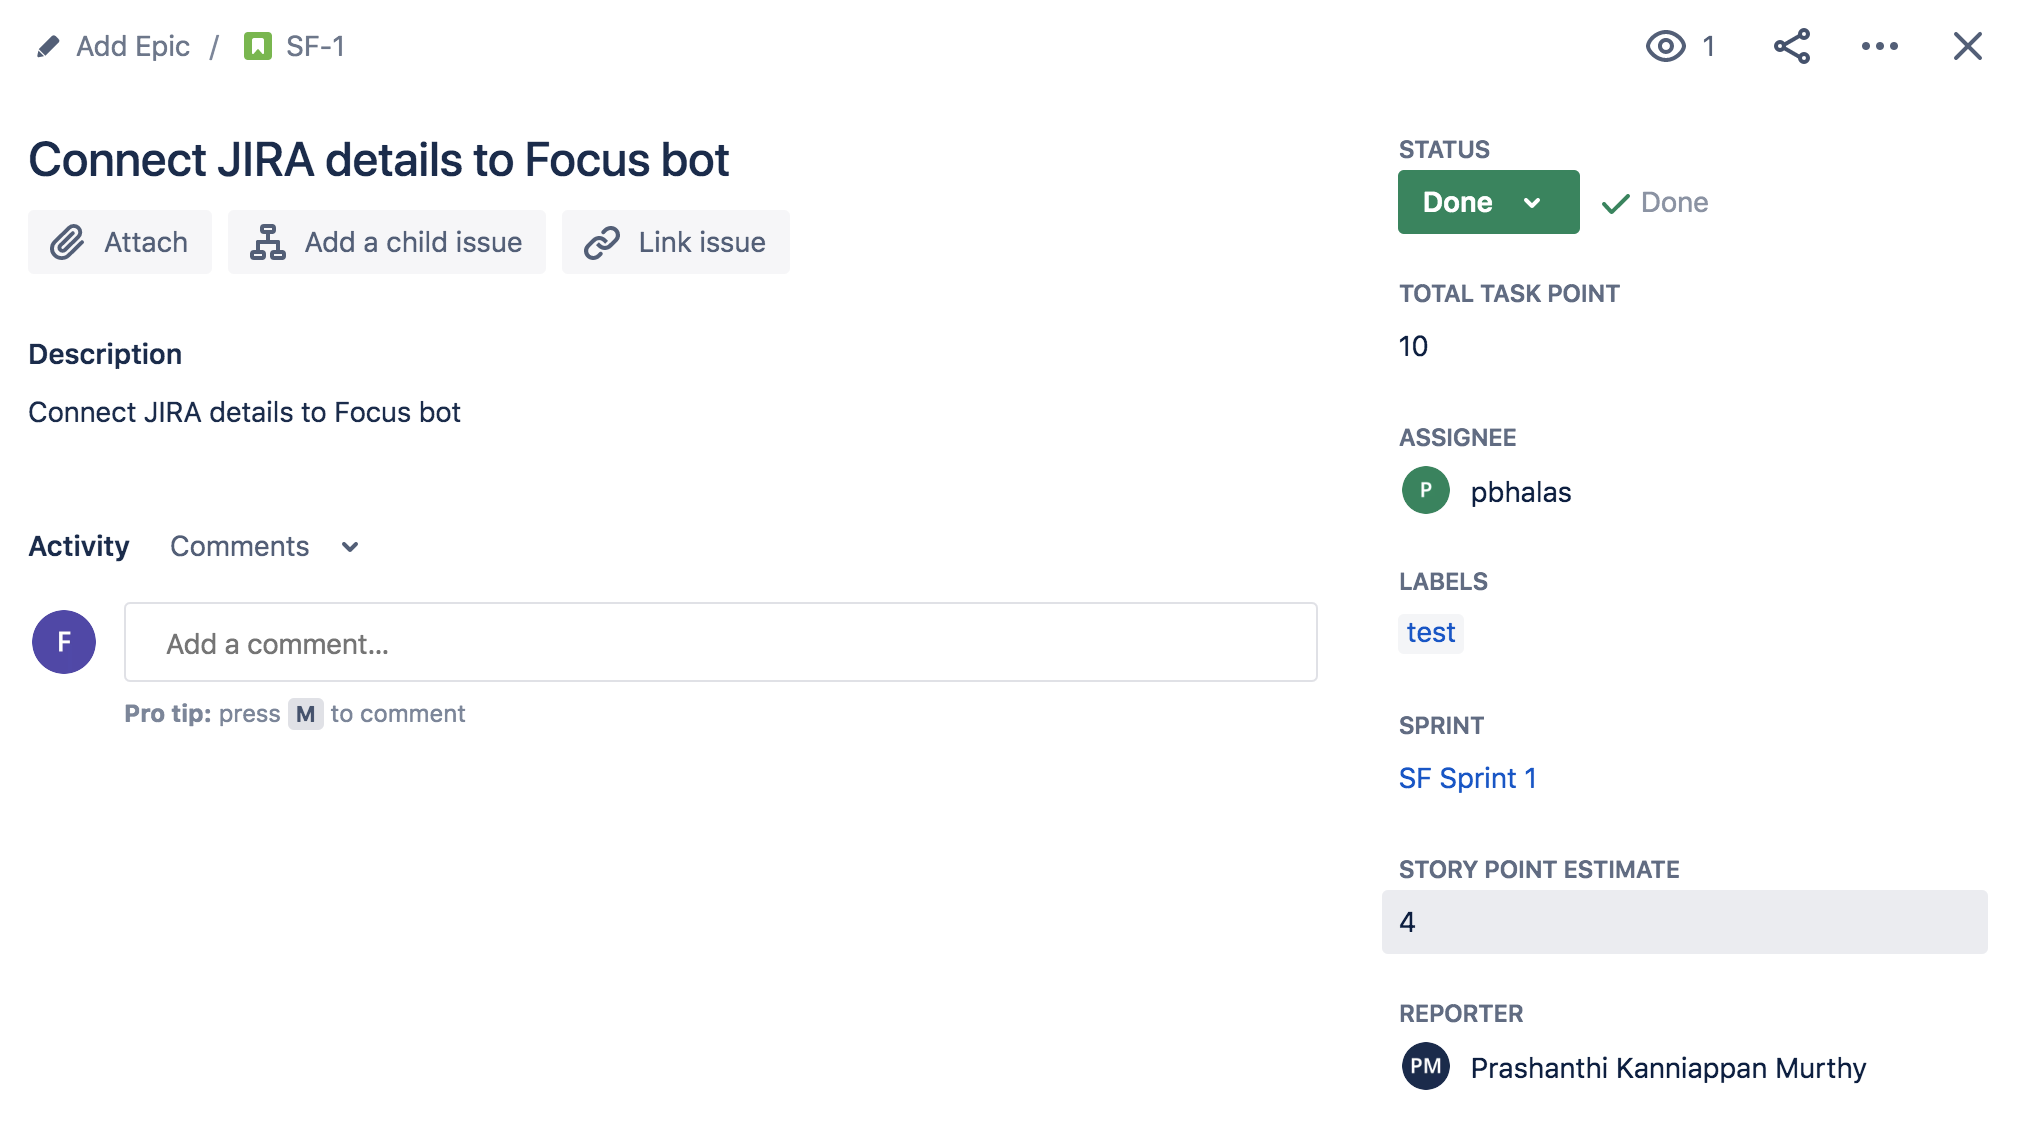 Add Epic / SF-1
1
Connect JIRA details to Focus bot
Attach
Add a child issue
Link issue
Description
Connect JIRA details to Focus bot
Activity Comments
F
Add a comment...
Pro tip: press M to comment
STATUS
Done
Done
TOTAL TASK POINT
10
ASSIGNEE
P pbhalas
LABELS
test
SPRINT
SF Sprint 1
STORY POINT ESTIMATE
4
REPORTER
PM Prashanthi Kanniappan Murthy